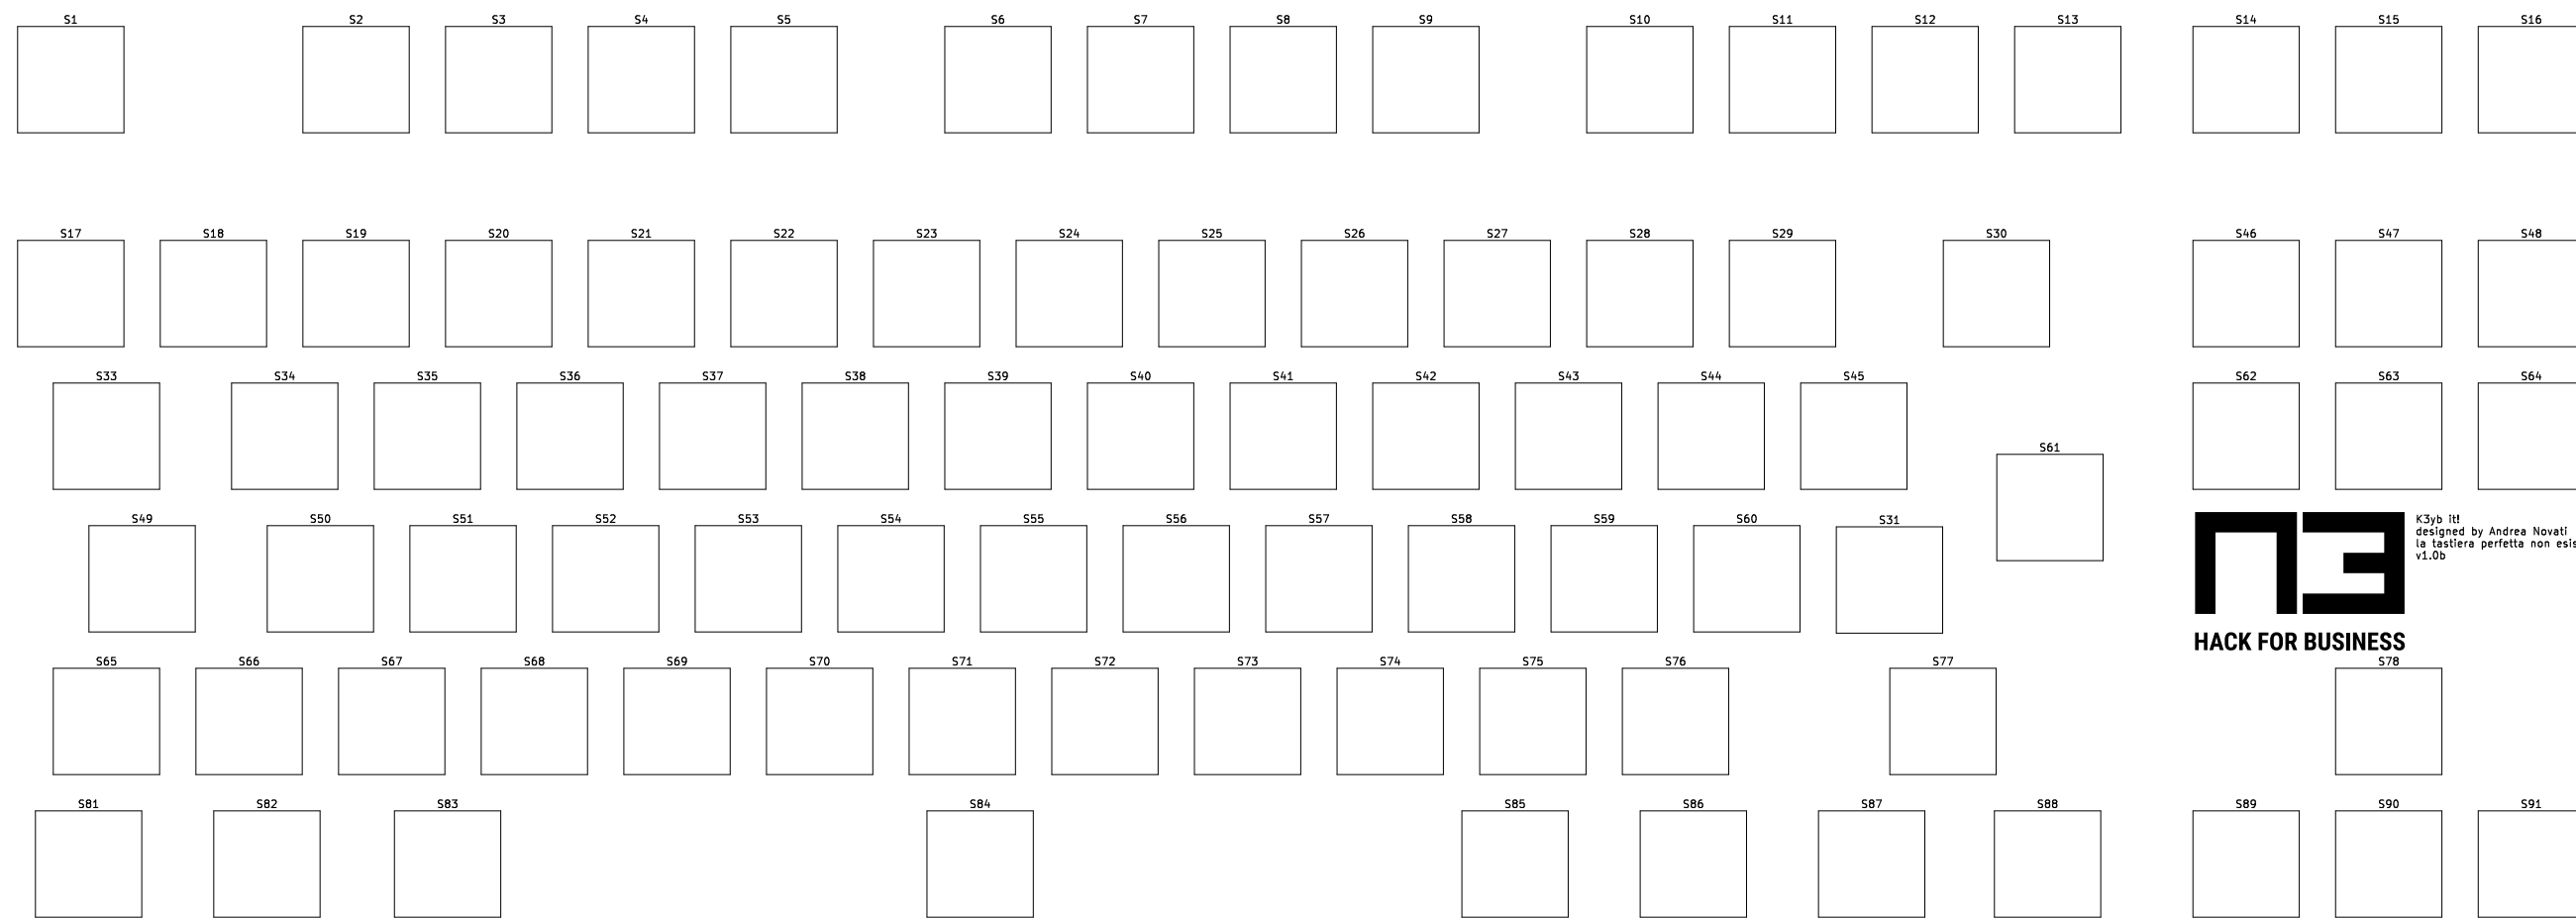 S1 S2 S3 S4 S5 S6 S7 S8 S9 S10 S11 S12 S13 S14 S15 S16
S17 S18 S19 S20 S21 S22 S23 S24 S25 S26 S27 S28 S29 S30 S46 S47 S48
S33 S34 S35 S36 S37 S38 S39 S40 S41 S42 S43 S44 S45 S62 S63 S64
S61
S49 S50 S51 S52 S53 S54 S55 S56 S57 S58 S59 S60 S31
K3yb it!
designed by Andrea Novati
la tastiera perfetta non esis
v1.0b
HACK FOR BUSINESS
S65 S66 S67 S68 S69 S70 S71 S72 S73 S74 S75 S76 S77 S78
S81 S82 S83 S84 S85 S86 S87 S88 S89 S90 S91